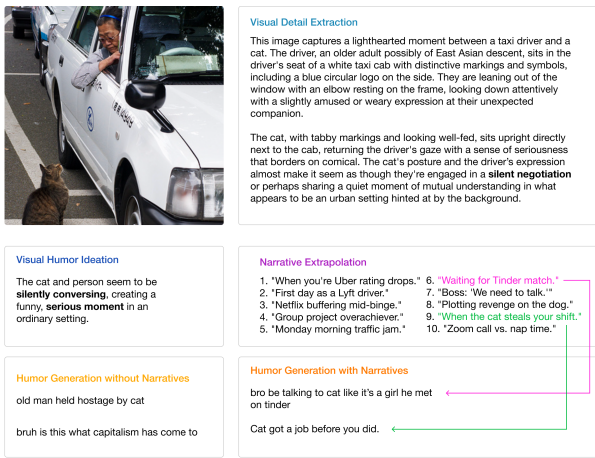 Visual Detail Extraction
This image captures a lighthearted moment between a taxi driver and a
cat. The driver, an older adult possibly of East Asian descent, sits in the
driver's seat of a white taxi cab with distinctive markings and symbols,
including a blue circular logo on the side. They are leaning out of the
window with an elbow resting on the frame, looking down attentively
with a slightly amused or weary expression at their unexpected
companion.
The cat, with tabby markings and looking well-fed, sits upright directly
next to the cab, returning the driver's gaze with a sense of seriousness
that borders on comical. The cat's posture and the driver's expression
almost make it seem as though they're engaged in a silent negotiation
or perhaps sharing a quiet moment of mutual understanding in what
appears to be an urban setting hinted at by the background.
Visual Humor Ideation
The cat and person seem to be
silently conversing, creating a
funny, serious moment in an
ordinary setting.
Narrative Extrapolation
1. "When you're Uber rating drops."
2. "First day as a Lyft driver."
3. "Netflix buffering mid-binge."
4. "Group project overachiever."
5. "Monday morning traffic jam."
6. "Waiting for Tinder match."
7. "Boss: 'We need to talk.'"
8. "Plotting revenge on the dog."
9. "When the cat steals your shift."
10. "Zoom call vs. nap time."
Humor Generation without Narratives
old man held hostage by cat
bruh is this what capitalism has come to
Humor Generation with Narratives
bro be talking to cat like it's a girl he met
on tinder
Cat got a job before you did.